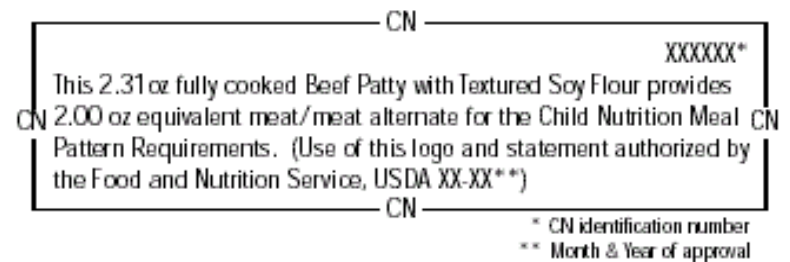 CN
XXXXXX*
This 2.31 oz fully cooked Beef Patty with Textured Soy Flour provides
CN 2.00 oz equivalent meat/meat alternate for the Child Nutrition Meal CN
Pattern Requirements. (Use of this logo and statement authorized by
the Food and Nutrition Service, USDA XX-XX**)
CN
* CN identification number
** Month & Year of approval